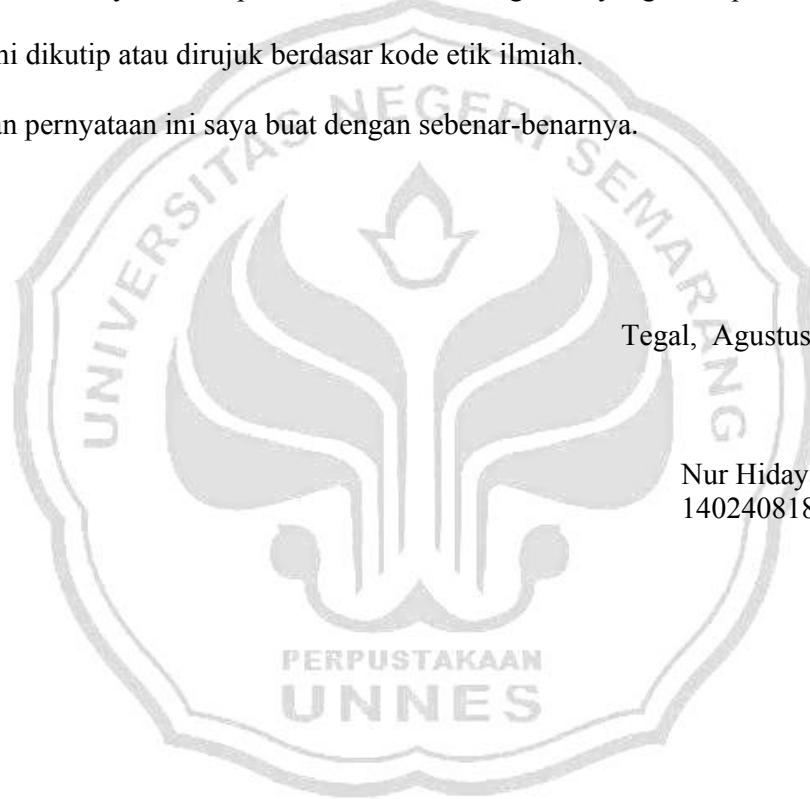 ni dikutip atau dirujuk berdasar kode etik ilmiah.
an pernyataan ini saya buat dengan sebenar-benarnya.
UNIVERSITAS NEGERI SEMARANG
Tegal, Agustus
Nur Hiday
140240818
PERPUSTAKAAN
UNNES